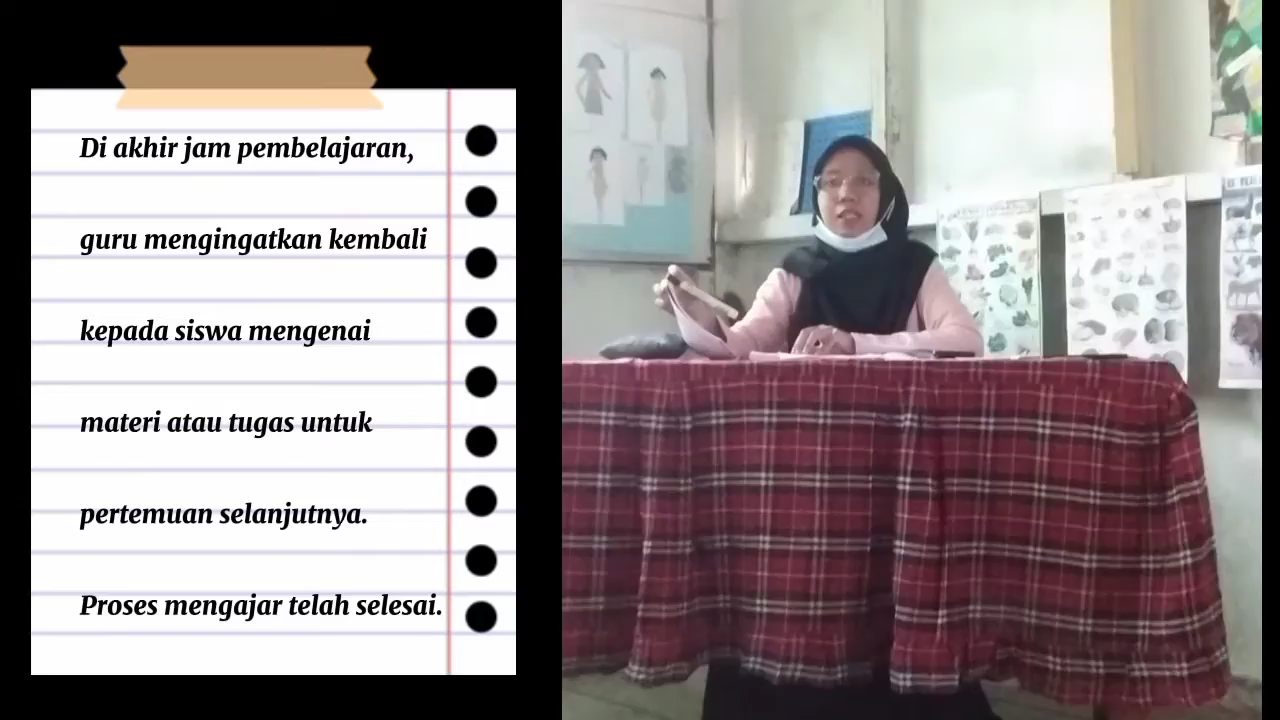 Di akhir jam pembelajaran,
guru mengingatkan kembali
kepada siswa mengenai
materi atau tugas untuk
pertemuan selanjutnya.
Proses mengajar telah selesai.